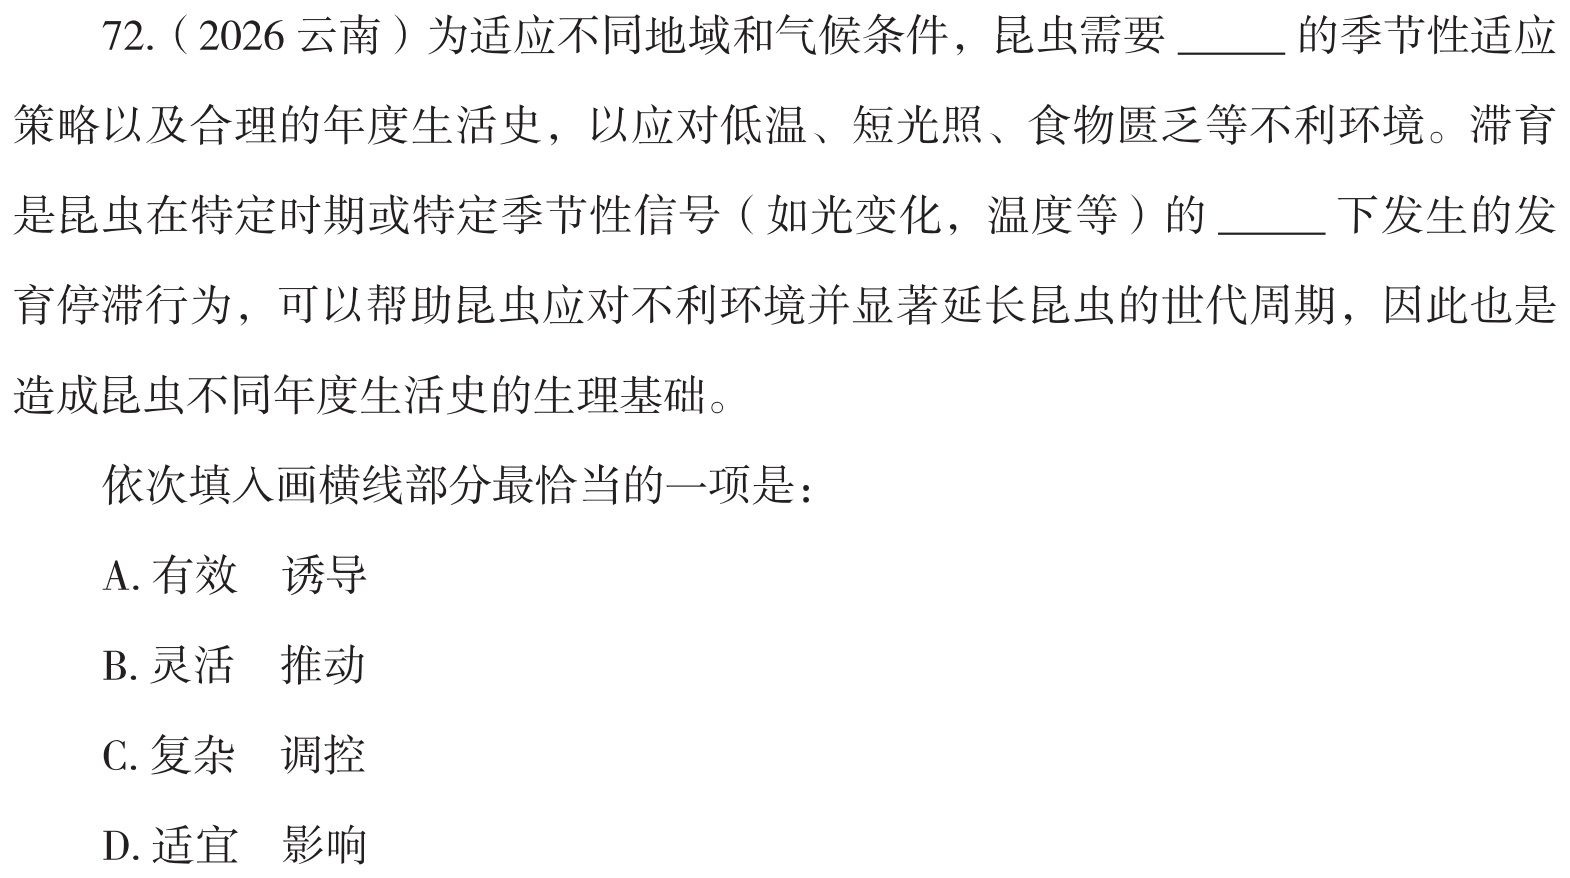 72.（2026 云南）为适应不同地域和气候条件，昆虫需要 _____ 的季节性适应
策略以及合理的年度生活史，以应对低温、短光照、食物匮乏等不利环境。滞育
是昆虫在特定时期或特定季节性信号（如光变化，温度等）的 _____ 下发生的发
育停滞行为，可以帮助昆虫应对不利环境并显著延长昆虫的世代周期，因此也是
造成昆虫不同年度生活史的生理基础。
依次填入画横线部分最恰当的一项是：
A. 有效　诱导
B. 灵活　推动
C. 复杂　调控
D. 适宜　影响